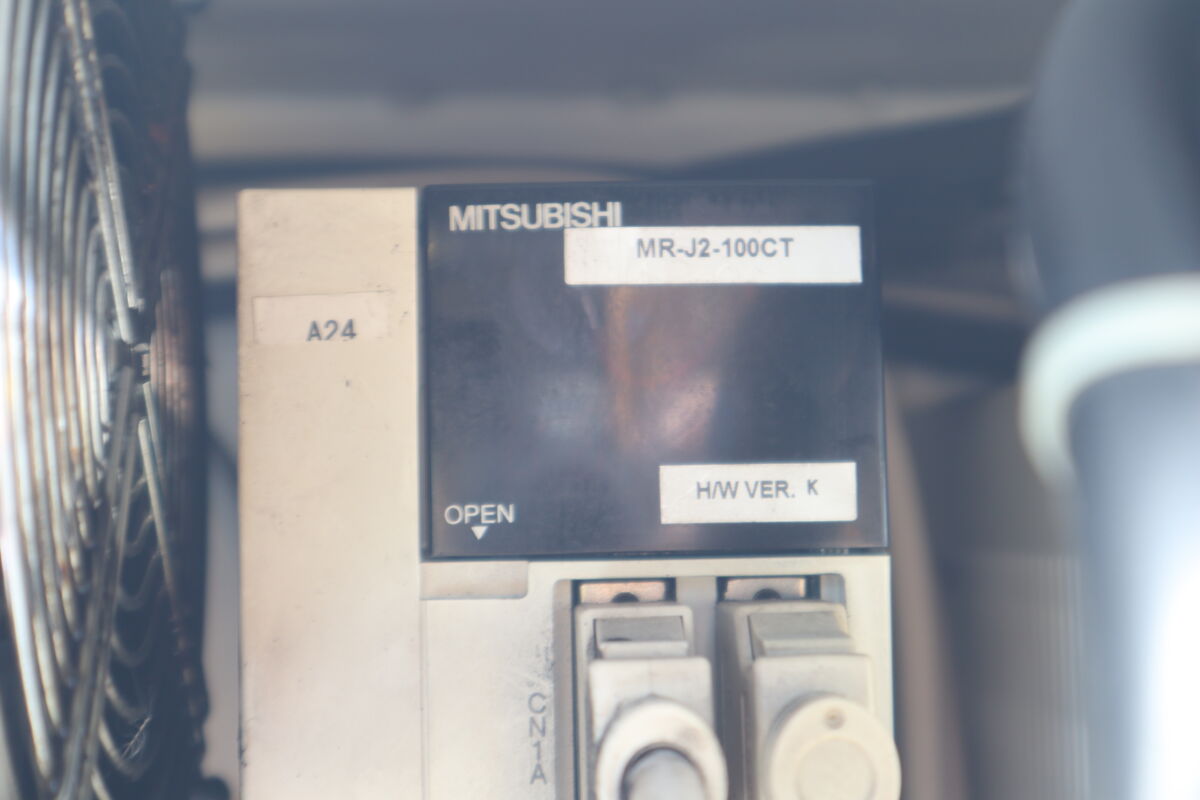 MITSUBISHI
MR-J2-100CT
A24
H/W VER. K
OPEN
CN1A